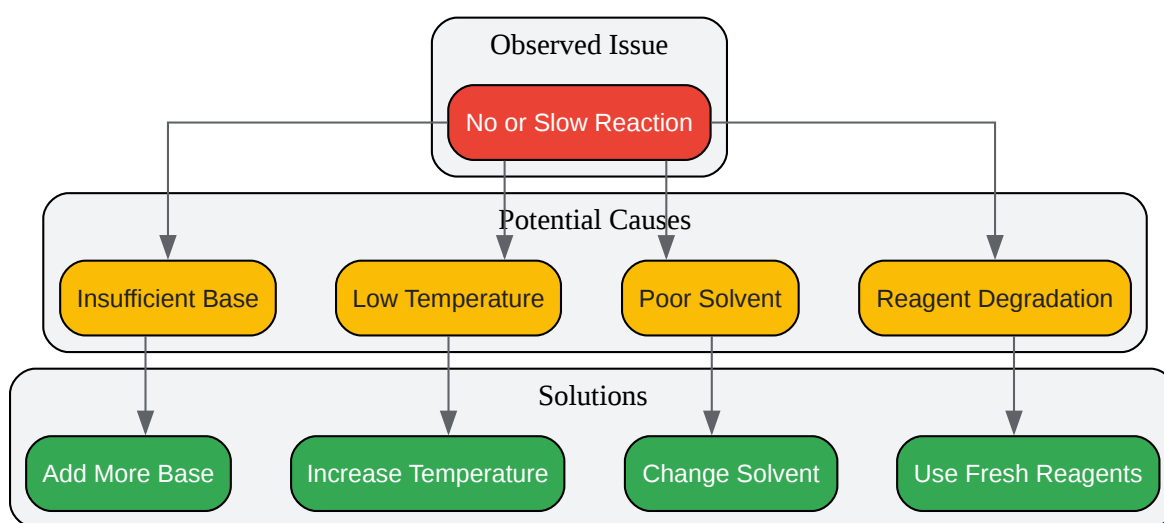 Observed Issue
No or Slow Reaction
Potential Causes
Insufficient Base
Low Temperature
Poor Solvent
Reagent Degradation
Solutions
Add More Base
Increase Temperature
Change Solvent
Use Fresh Reagents